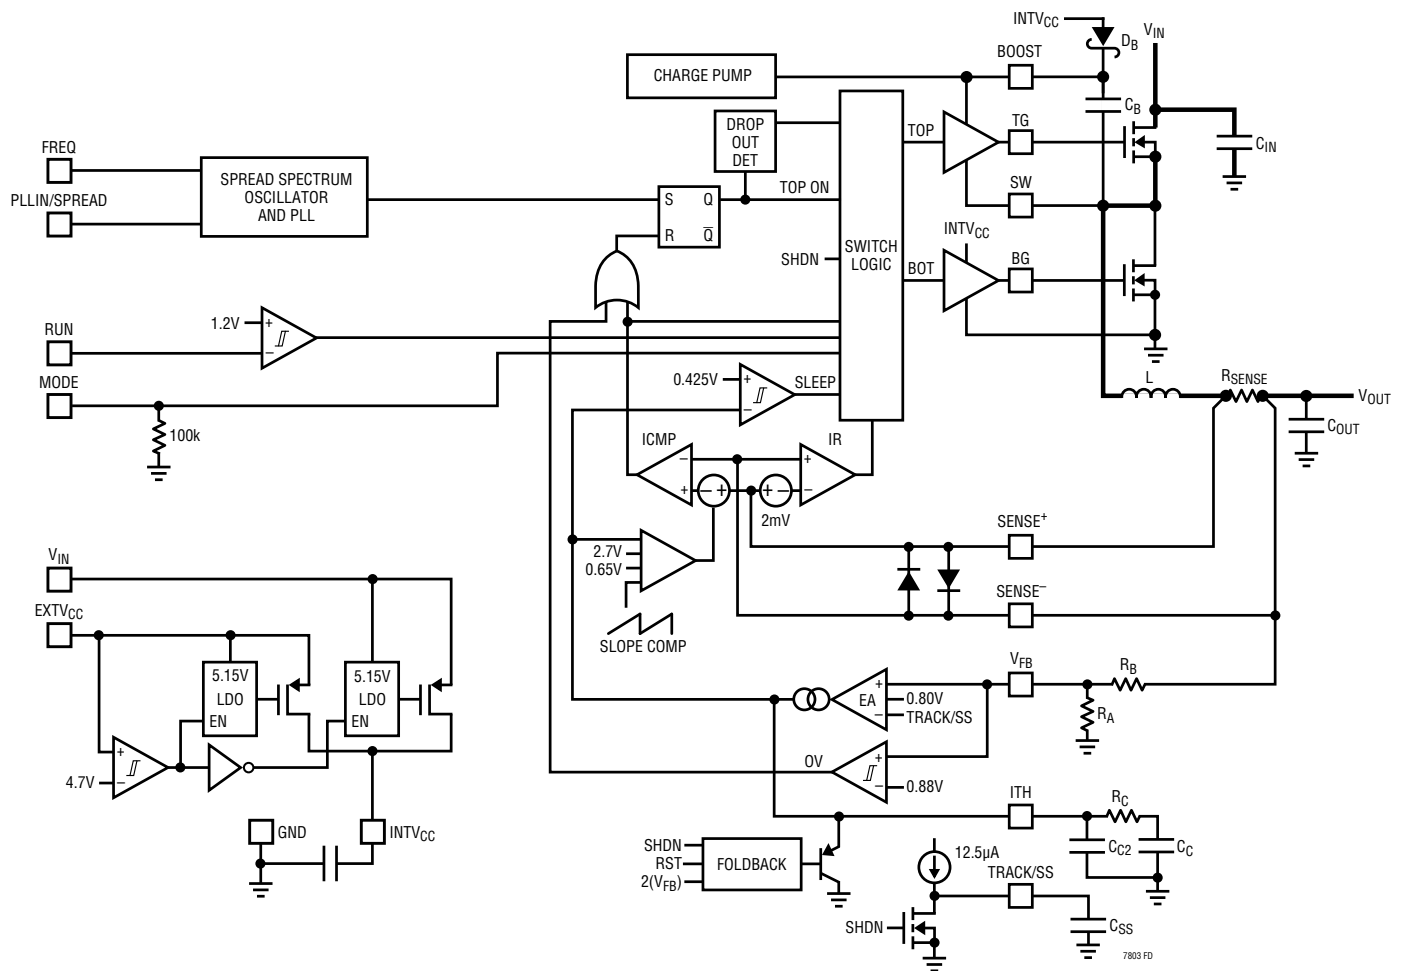 INTVCC
VIN
DB
BOOST
CHARGE PUMP
CB
DROP
OUT
DET
TOP
TG
CIN
FREQ
PLLIN/SPREAD
SPREAD SPECTRUM
OSCILLATOR
AND PLL
S Q
R Q̅
TOP ON
SW
SWITCH
LOGIC
SHDN
INTVCC
BOT
BG
RUN
1.2V
+
−
MODE
100k
0.425V
+
−
SLEEP
L
RSENSE
VOUT
COUT
ICMP
IR
−
+
− +
+ −
+
−
2mV
SENSE+
SENSE−
2.7V
0.65V
SLOPE COMP
VIN
EXTVCC
5.15V
LDO
EN
5.15V
LDO
EN
+
−
4.7V
GND
INTVCC
VFB
RB
RA
EA
+
0.80V
−
TRACK/SS
OV
+
−
0.88V
ITH
RC
CC2
CC
SHDN
RST
2(VFB)
FOLDBACK
12.5µA
TRACK/SS
SHDN
CSS
7803 FD